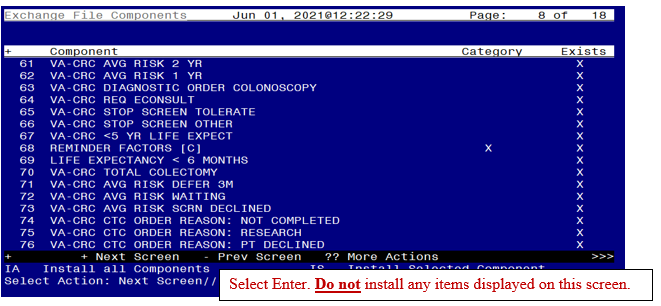 Exchange File Components Jun 01, 2021@12:22:29 Page: 8 of 18
+ Component Category Exists
61 VA-CRC AVG RISK 2 YR X
62 VA-CRC AVG RISK 1 YR X
63 VA-CRC DIAGNOSTIC ORDER COLONOSCOPY X
64 VA-CRC REQ ECONSULT X
65 VA-CRC STOP SCREEN TOLERATE X
66 VA-CRC STOP SCREEN OTHER X
67 VA-CRC <5 YR LIFE EXPECT X
68 REMINDER FACTORS [C] X X
69 LIFE EXPECTANCY < 6 MONTHS X
70 VA-CRC TOTAL COLECTOMY X
71 VA-CRC AVG RISK DEFER 3M X
72 VA-CRC AVG RISK WAITING X
73 VA-CRC AVG RISK SCRN DECLINED X
74 VA-CRC CTC ORDER REASON: NOT COMPLETED X
75 VA-CRC CTC ORDER REASON: RESEARCH X
76 VA-CRC CTC ORDER REASON: PT DECLINED X
+ + Next Screen - Prev Screen ?? More Actions >>>
IA Install all Components IS Install Selected Component
Select Action: Next Screen//
Select Enter. Do not install any items displayed on this screen.